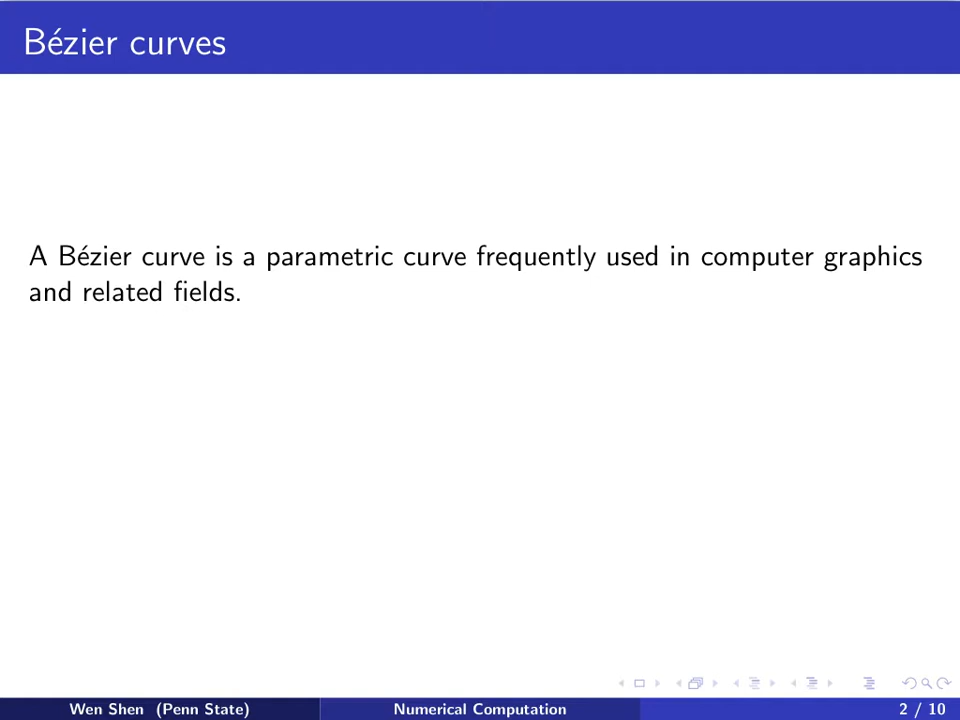 Bézier curves
A Bézier curve is a parametric curve frequently used in computer graphics
and related fields.
Wen Shen (Penn State)
Numerical Computation
2 / 10